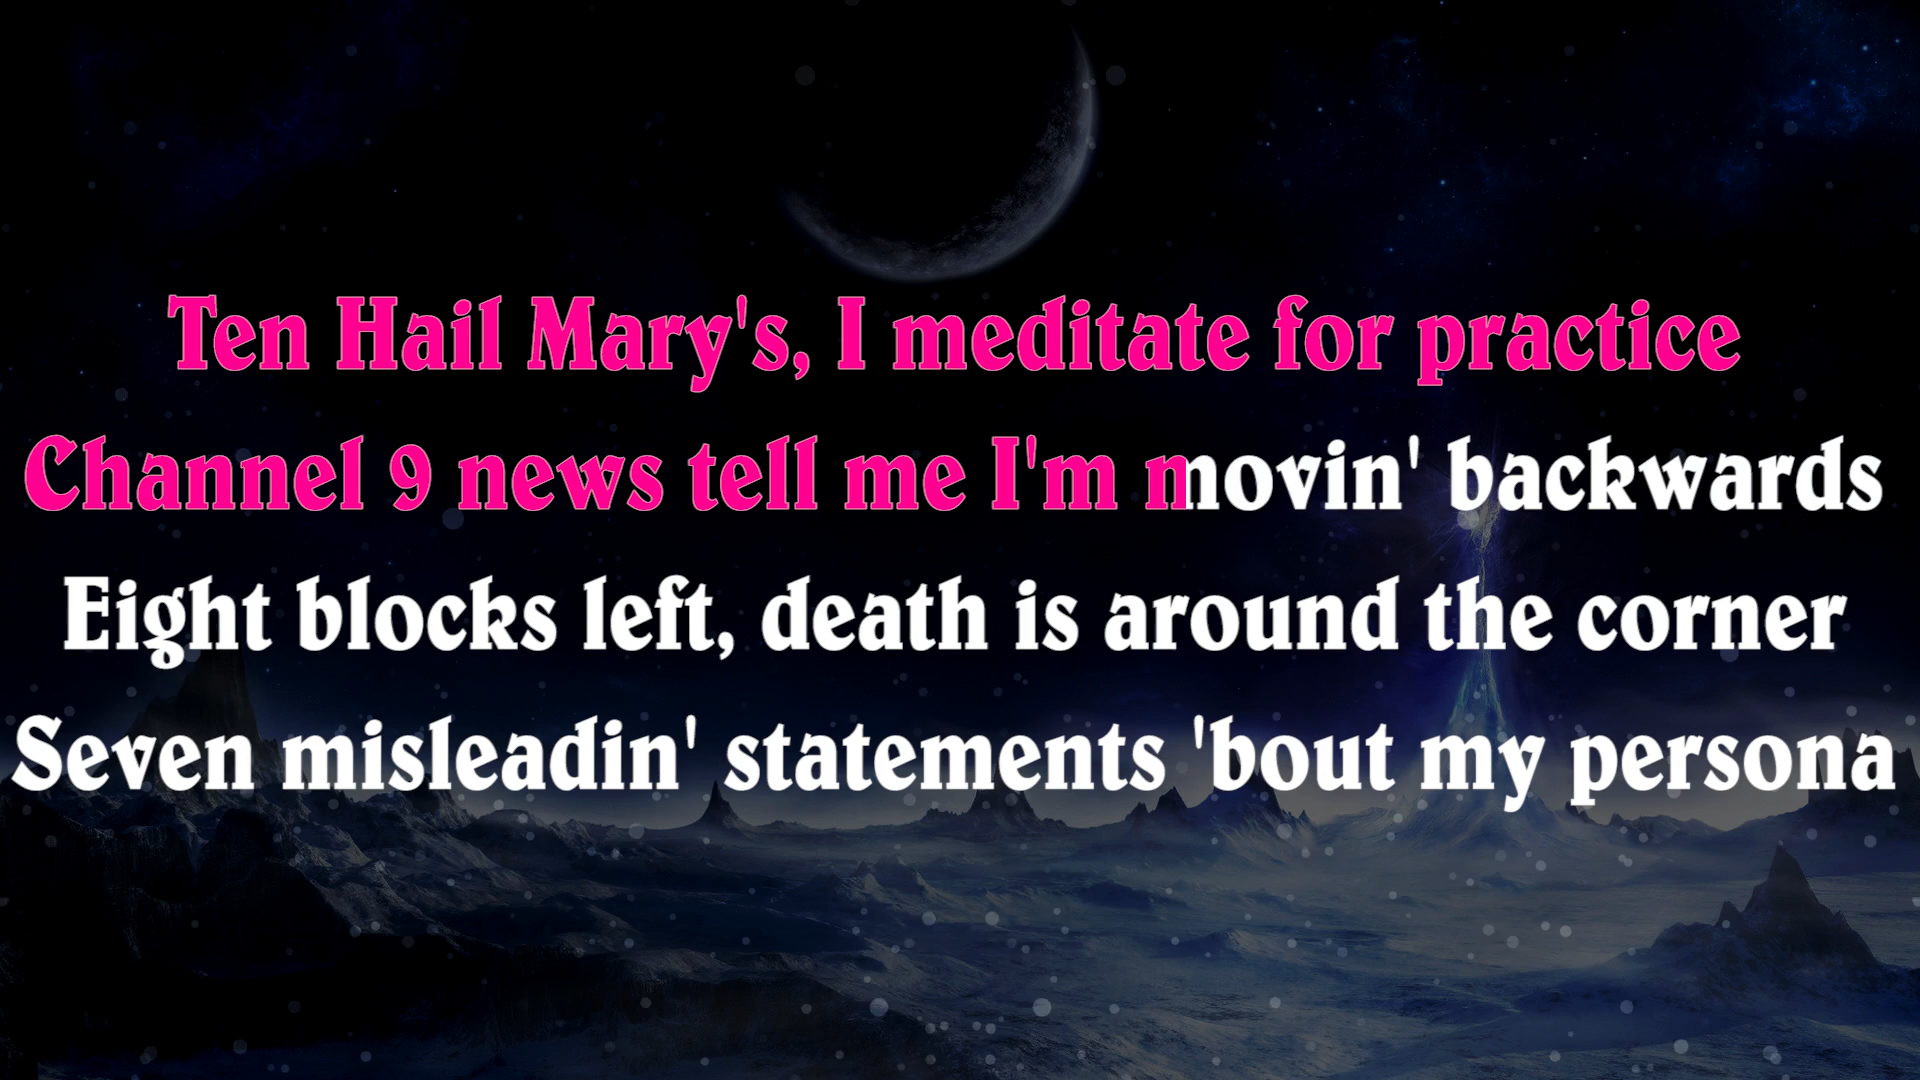 Ten Hail Mary's, I meditate for practice
Channel 9 news tell me I'm movin' backwards
Eight blocks left, death is around the corner
Seven misleadin' statements 'bout my persona